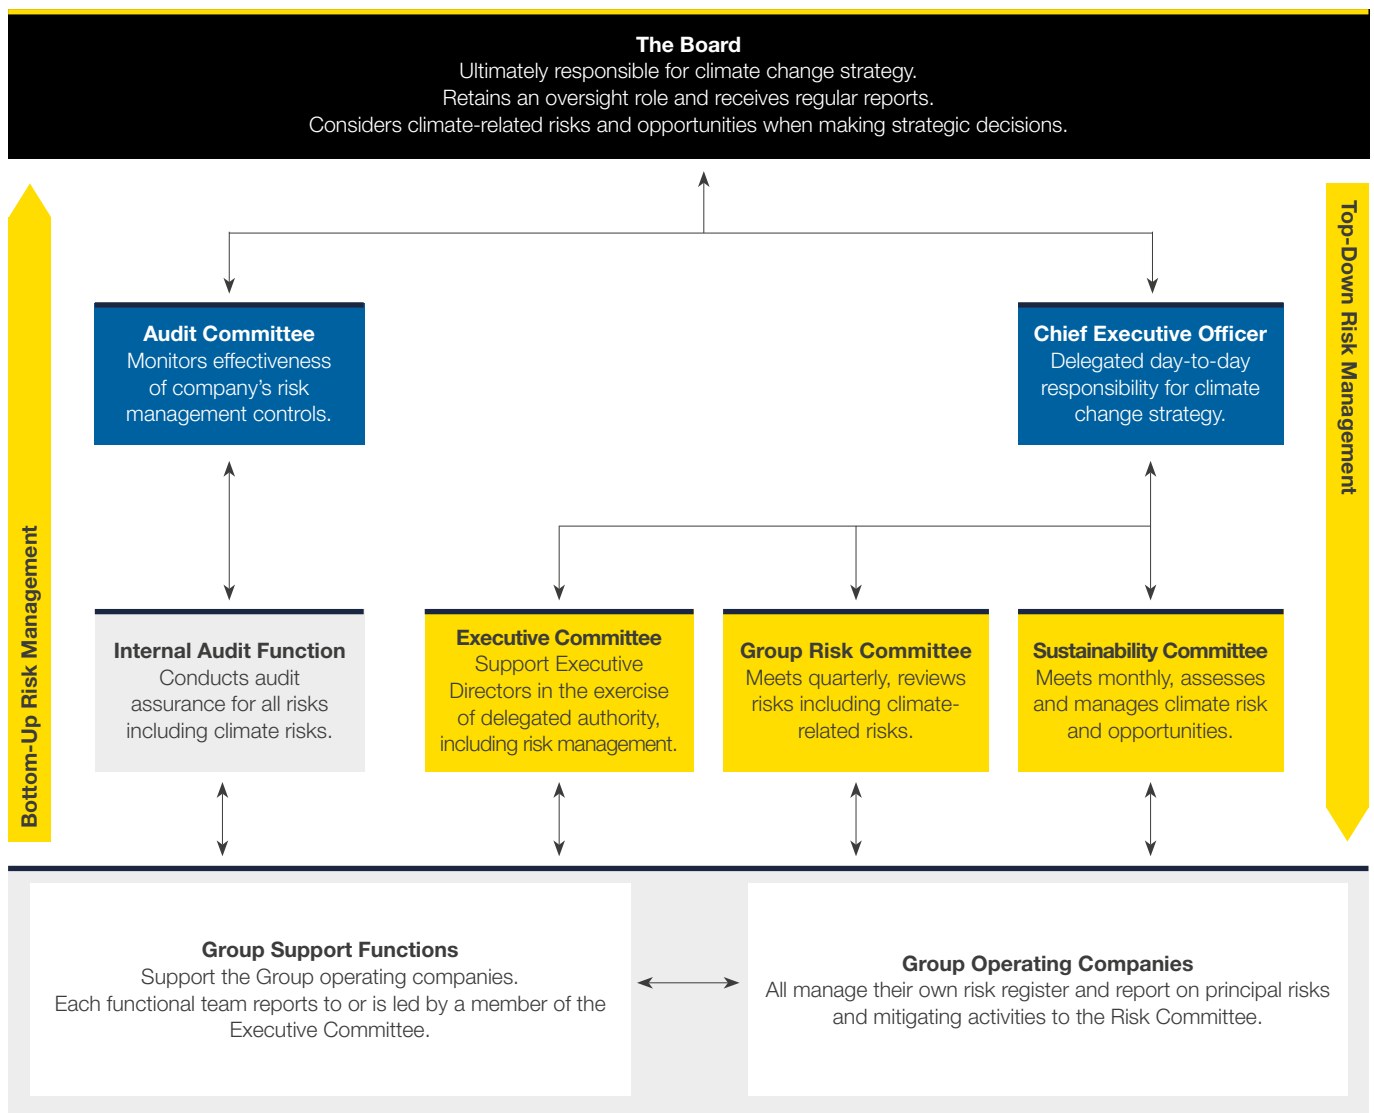 The Board
Ultimately responsible for climate change strategy.
Retains an oversight role and receives regular reports.
Considers climate-related risks and opportunities when making strategic decisions.
Bottom-Up Risk Management
Top-Down Risk Management
Audit Committee
Monitors effectiveness
of company’s risk
management controls.
Chief Executive Officer
Delegated day-to-day
responsibility for climate
change strategy.
Internal Audit Function
Conducts audit
assurance for all risks
including climate risks.
Executive Committee
Support Executive
Directors in the exercise
of delegated authority,
including risk management.
Group Risk Committee
Meets quarterly, reviews
risks including climate-
related risks.
Sustainability Committee
Meets monthly, assesses
and manages climate risk
and opportunities.
Group Support Functions
Support the Group operating companies.
Each functional team reports to or is led by a member of the
Executive Committee.
Group Operating Companies
All manage their own risk register and report on principal risks
and mitigating activities to the Risk Committee.